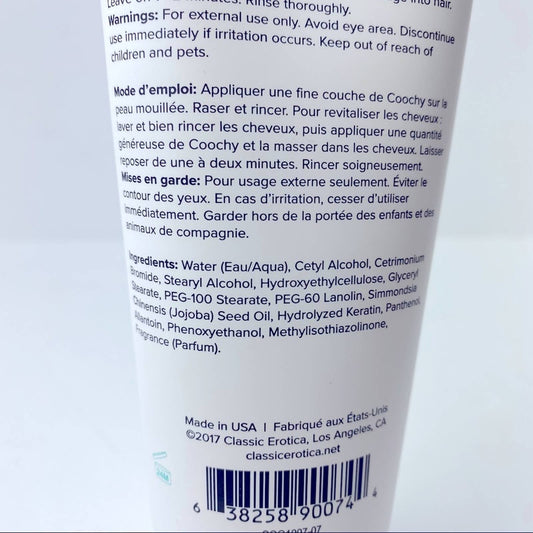 Rinse thoroughly.
Warnings: For external use only. Avoid eye area. Discontinue
use immediately if irritation occurs. Keep out of reach of
children and pets.
Mode d'emploi: Appliquer une fine couche de Coochy sur la
peau mouillée. Raser et rincer. Pour revitaliser les cheveux :
laver et bien rincer les cheveux, puis appliquer une quantité
généreuse de Coochy et la masser dans les cheveux. Laisser
reposer de une à deux minutes. Rincer soigneusement.
Mises en garde: Pour usage externe seulement. Éviter le
contour des yeux. En cas d'irritation, cesser d'utiliser
immédiatement. Garder hors de la portée des enfants et des
animaux de compagnie.
Ingredients: Water (Eau/Aqua), Cetyl Alcohol, Cetrimonium
Bromide, Stearyl Alcohol, Hydroxyethylcellulose, Glyceryl
Stearate, PEG-100 Stearate, PEG-60 Lanolin, Simmondsia
Chinensis (Jojoba) Seed Oil, Hydrolyzed Keratin, Panthenol,
Allantoin, Phenoxyethanol, Methylisothiazolinone,
Fragrance (Parfum).
Made in USA | Fabriqué aux États-Unis
©2017 Classic Erotica, Los Angeles, CA
classicerotica.net
24M
6 38258 90074 4